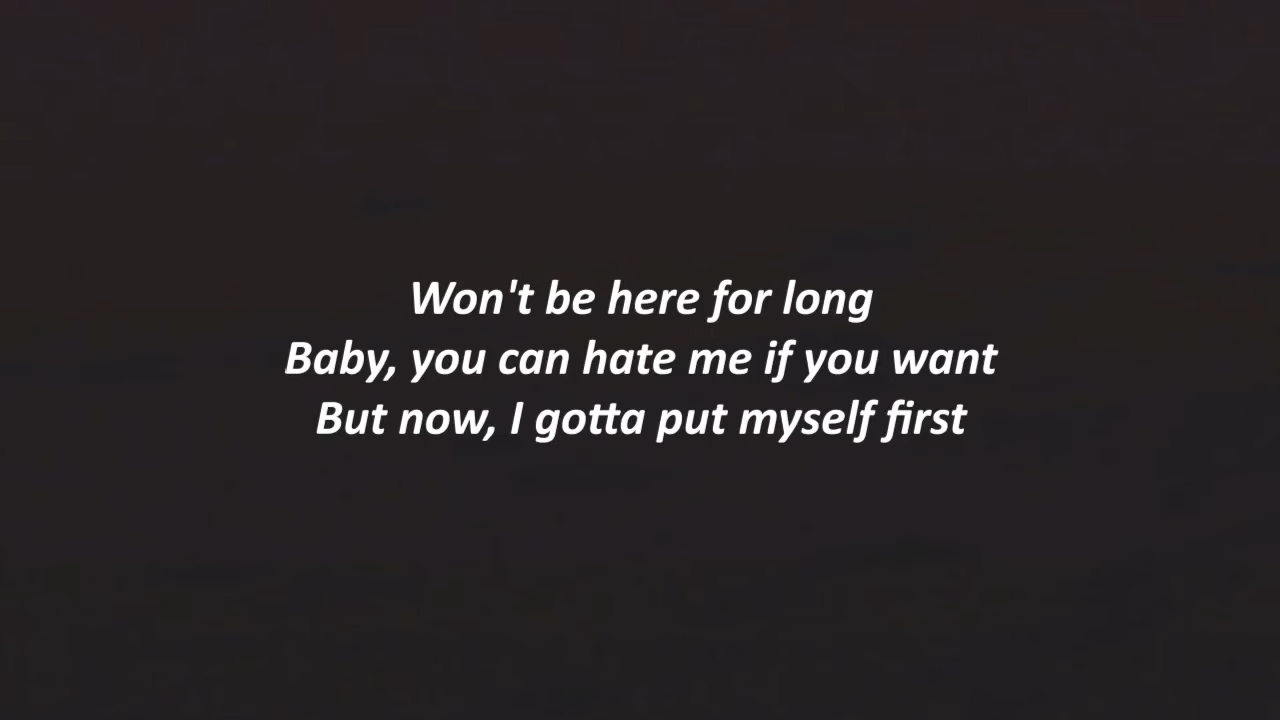 Won't be here for long
Baby, you can hate me if you want
But now, I gotta put myself first